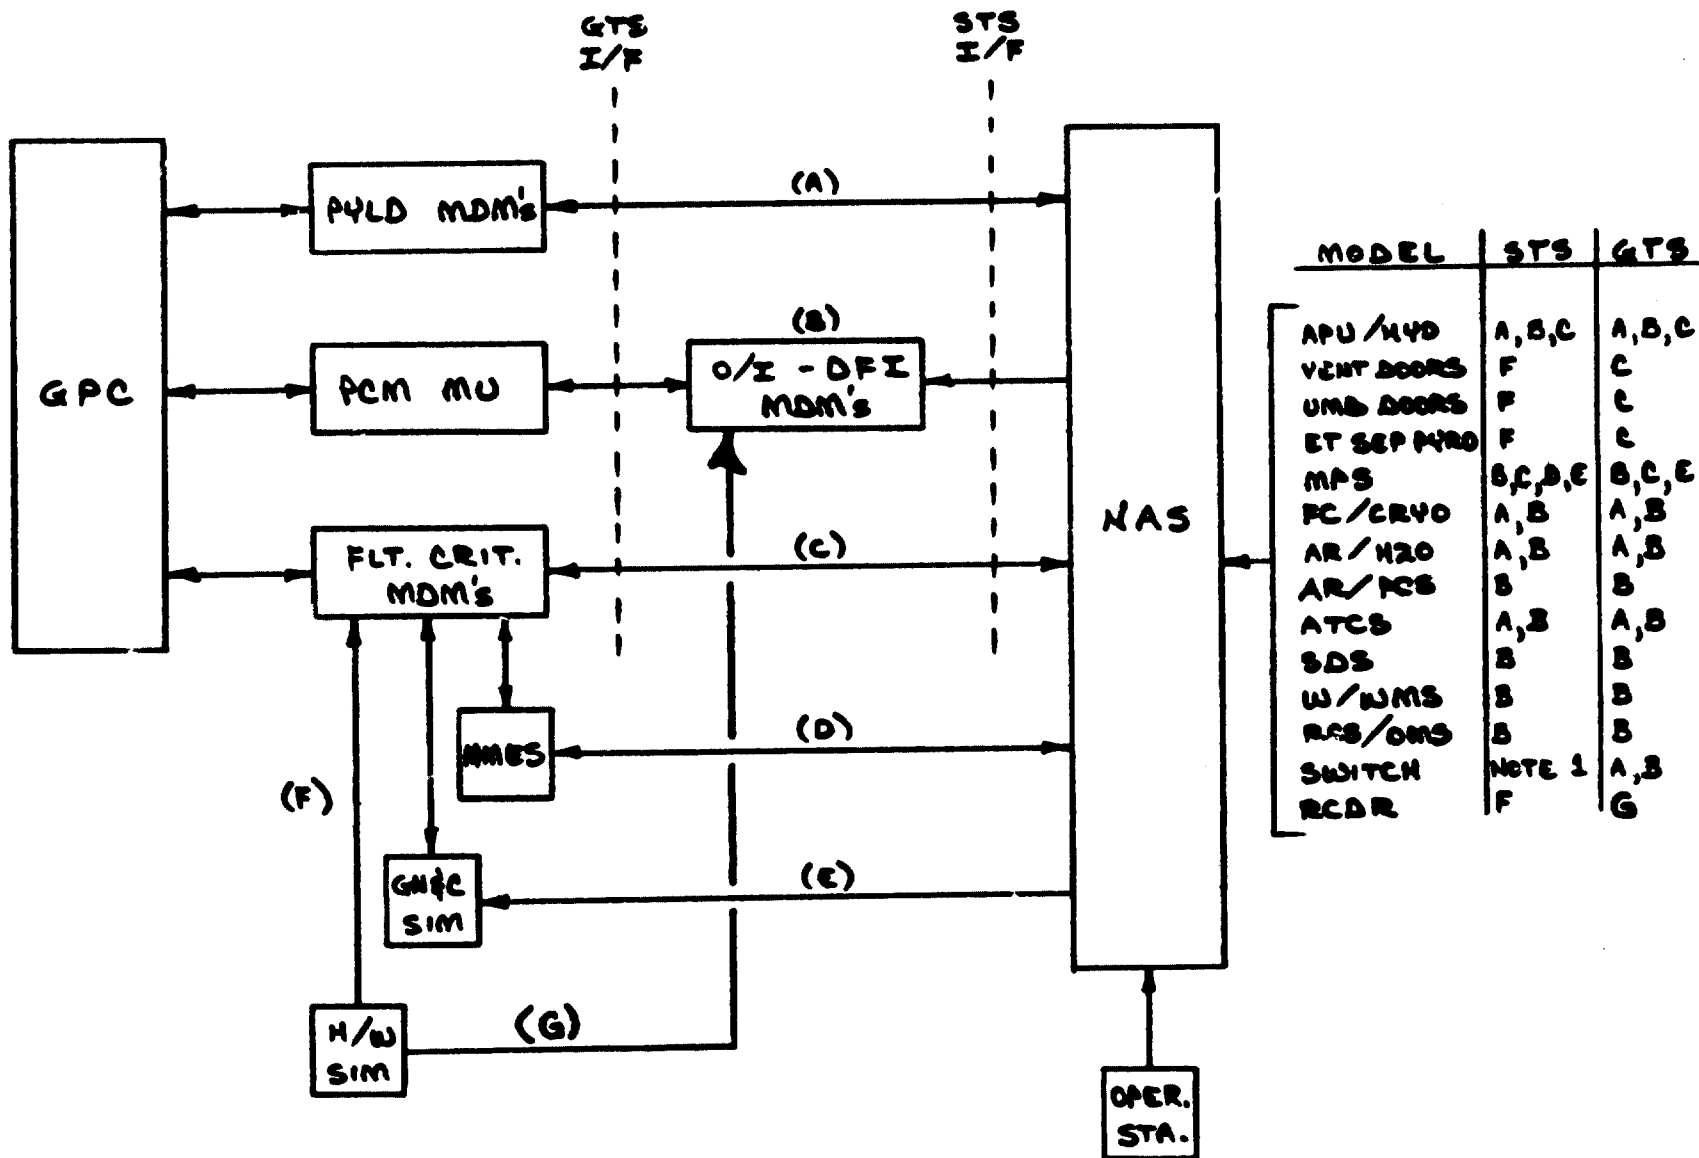 GTS
I/F
STS
I/F
GPC
PYLD MDM's
(A)
PCM MU
(B)
O/I - DFI
MDM's
FLT. CRIT.
MDM's
(C)
NAS
MMES
(D)
(F)
GN&C
SIM
(E)
H/W
SIM
(G)
OPER.
STA.
MODEL STS GTS
APU/HYD A,B,C A,B,C
VENT DOORS F C
UMB DOORS F C
ET SEP PYRO F C
MPS B,C,D,E B,C,E
FC/CRYO A,B A,B
AR/H2O A,B A,B
AR/PCS B B
ATCS A,B A,B
SDS B B
W/WMS B B
RCS/OMS B B
SWITCH NOTE 1 A,B
RCDR F G